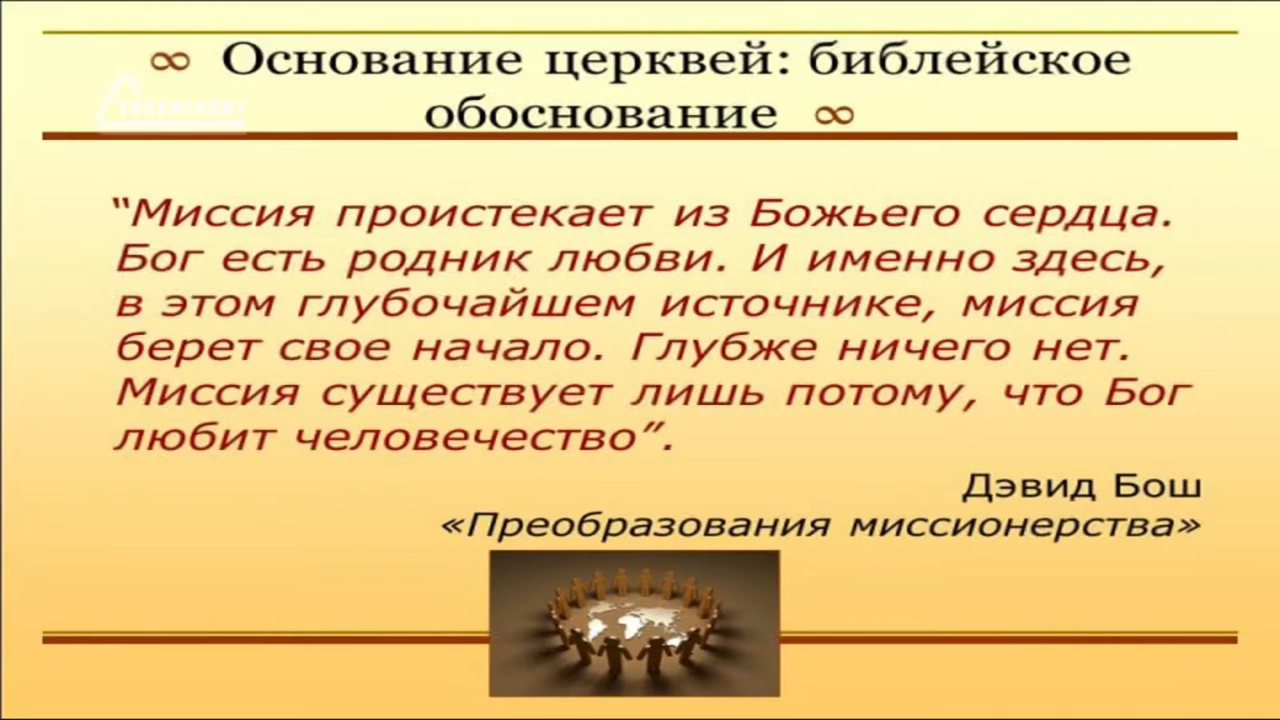 ∞ Основание церквей: библейское
обоснование ∞
“Миссия проистекает из Божьего сердца.
Бог есть родник любви. И именно здесь,
в этом глубочайшем источнике, миссия
берет свое начало. Глубже ничего нет.
Миссия существует лишь потому, что Бог
любит человечество”.
Дэвид Бош
«Преобразования миссионерства»